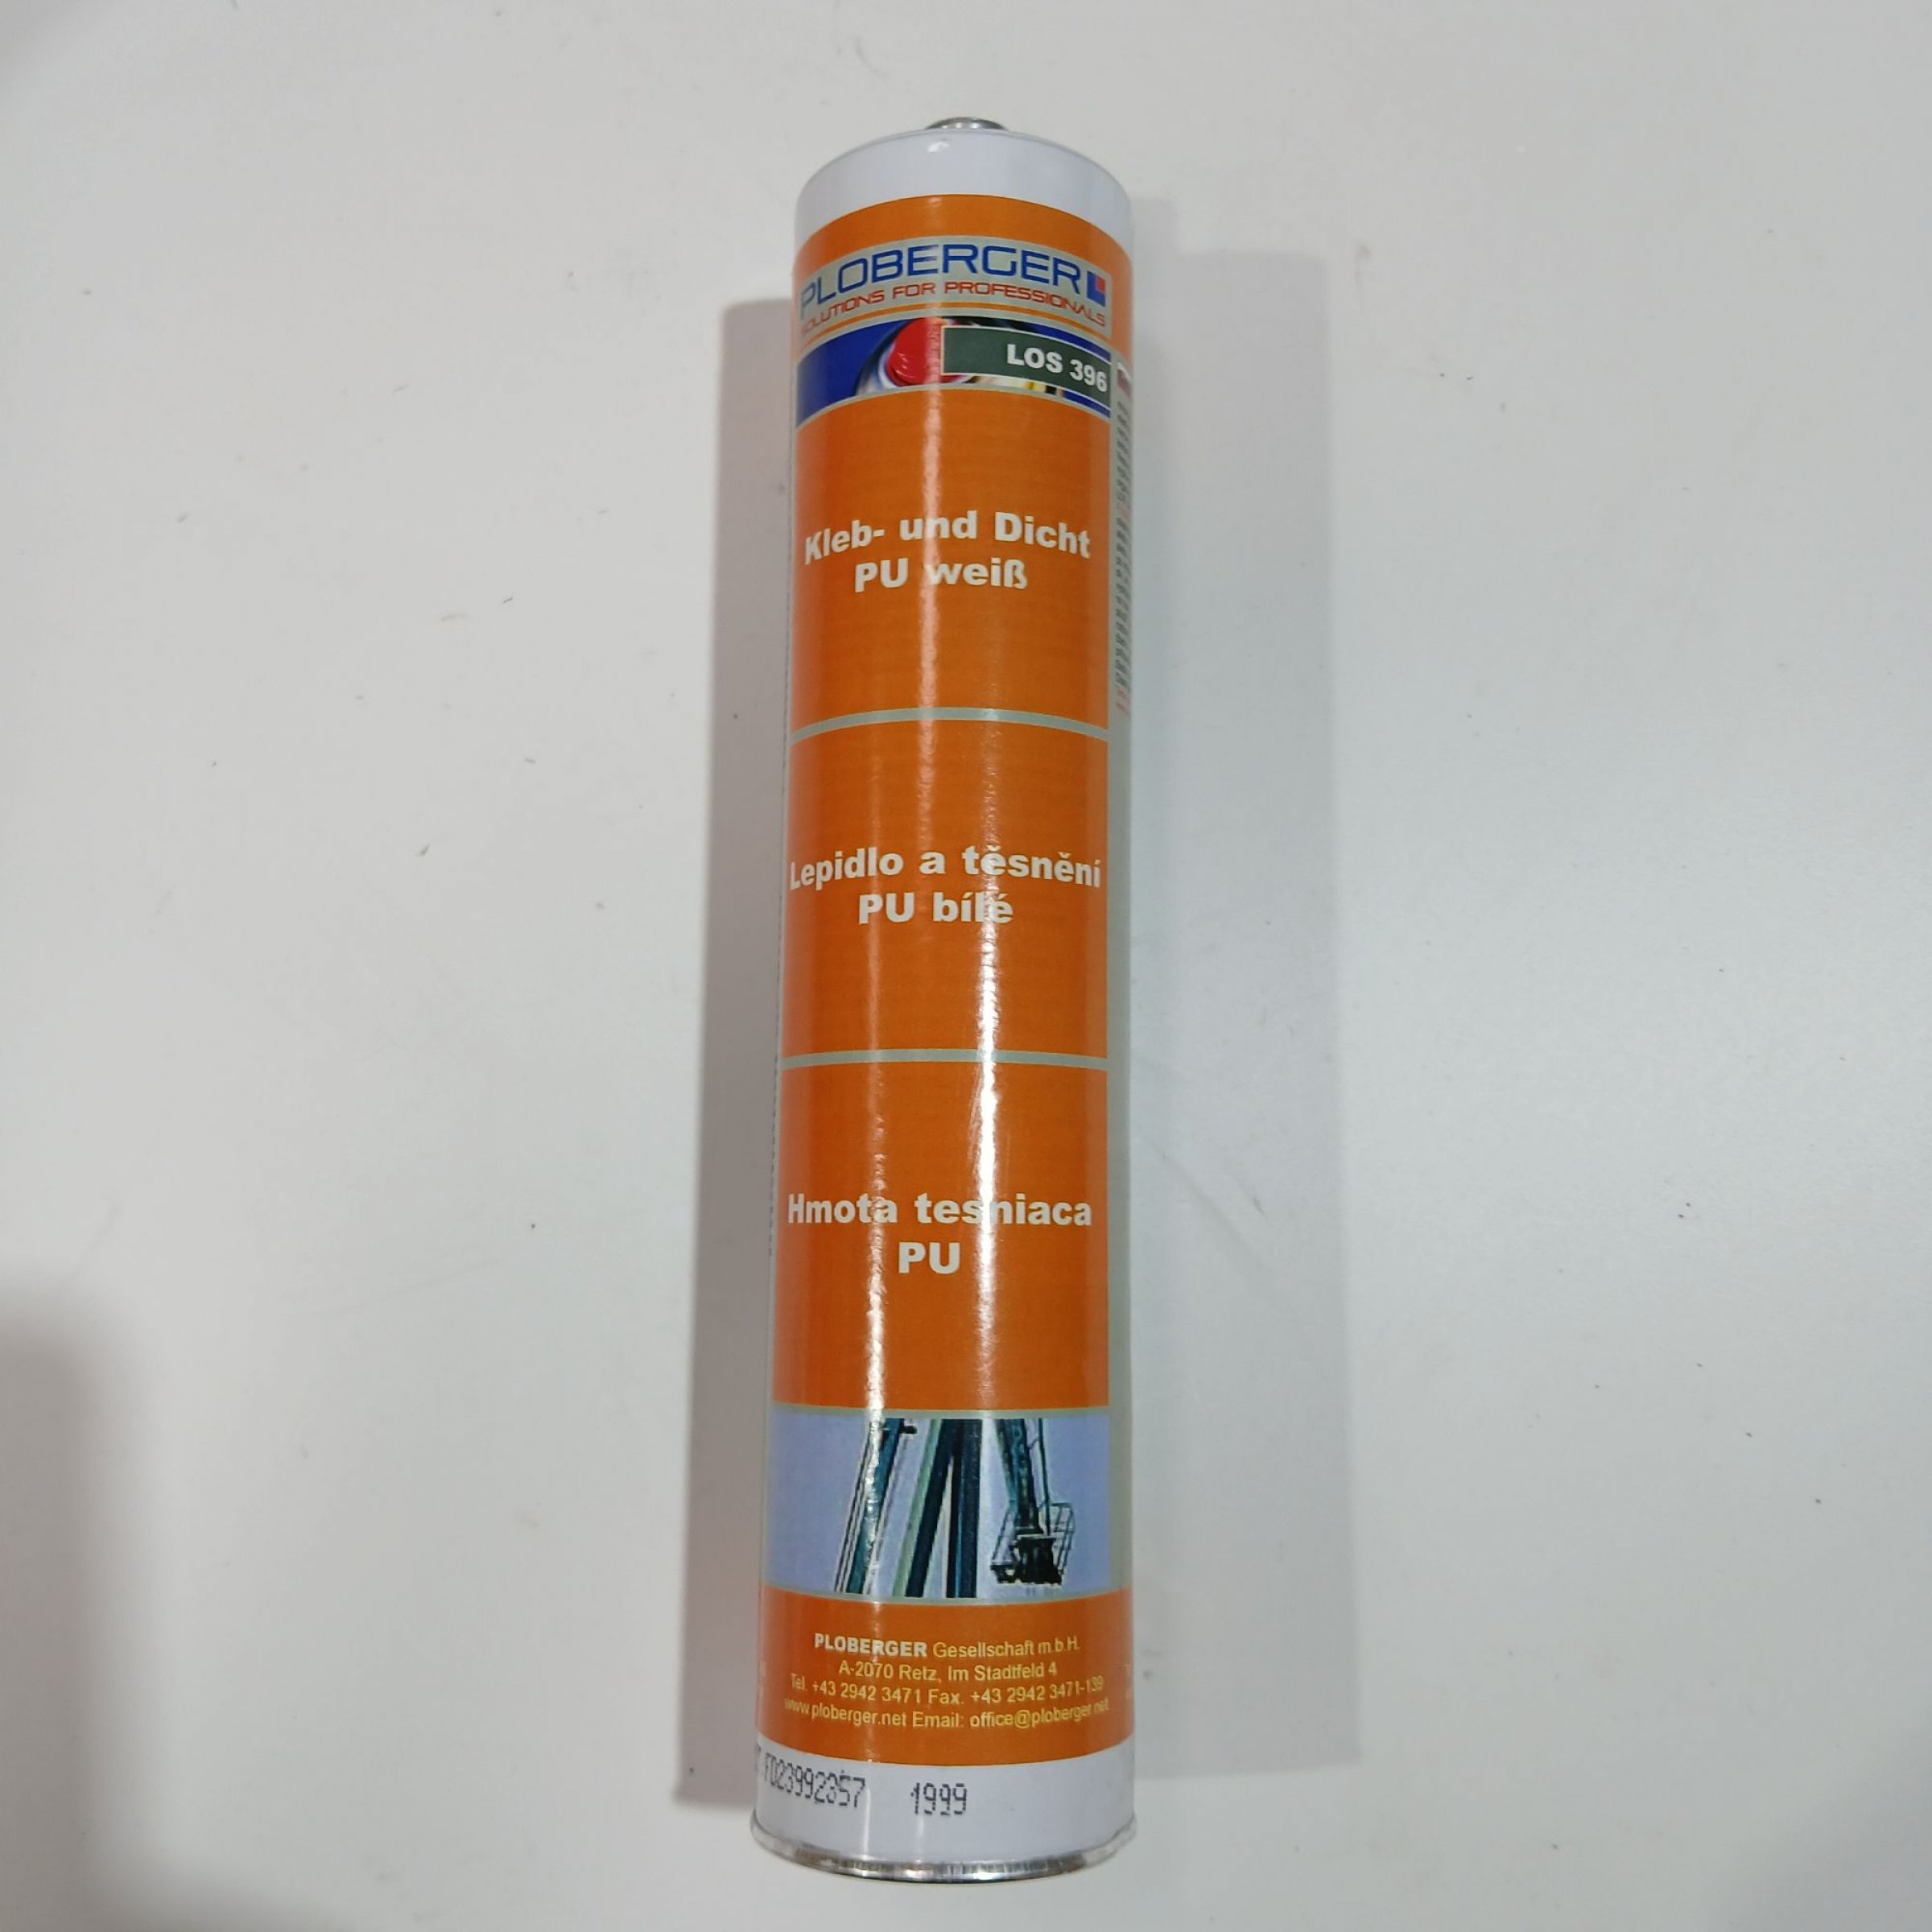 PLOBERGER
SOLUTIONS FOR PROFESSIONALS
LOS 396
Kleb- und Dicht
PU weiß
Lepidlo a těsnění
PU bílé
Hmota tesniaca
PU
PLOBERGER Gesellschaft m.b.H.
A-2070 Retz, Im Stadtfeld 4
Tel. +43 2942 3471 Fax. +43 2942 3471-139
www.ploberger.net Email: office@ploberger.net
FD23992357 1999